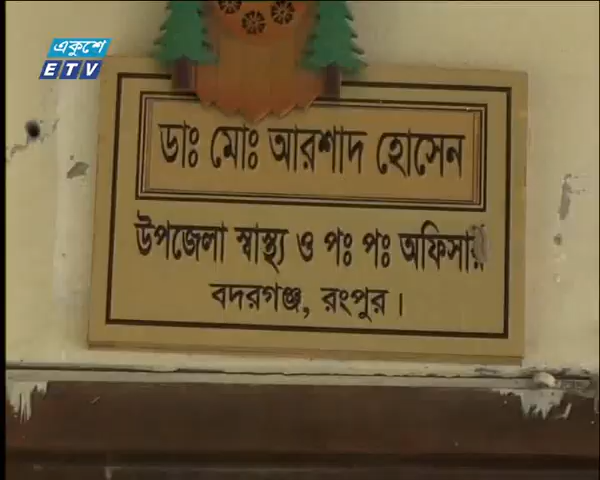 একুশে
ETV
ডাঃ মোঃ আরশাদ হোসেন
উপজেলা স্বাস্থ্য ও পঃ পঃ অফিসার
বদরগঞ্জ, রংপুর।